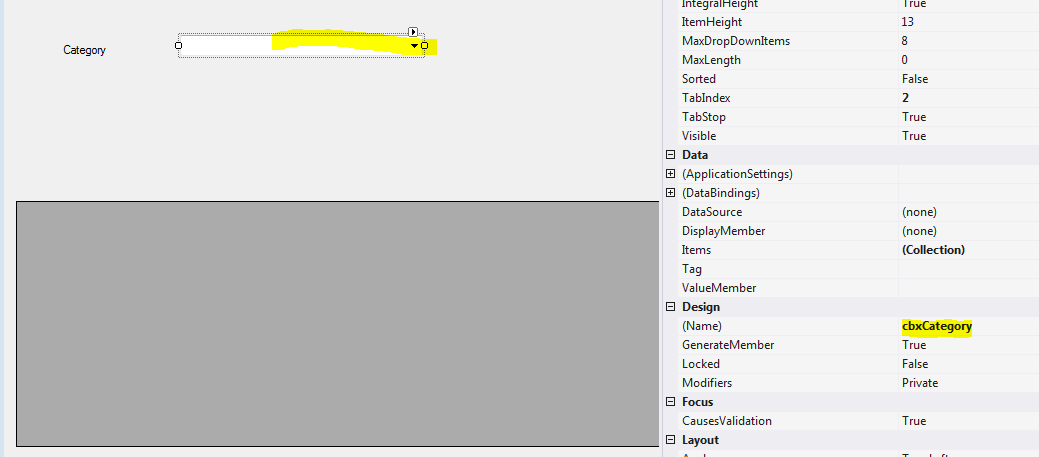 Category
IntegralHeight True
ItemHeight 13
MaxDropDownItems 8
MaxLength 0
Sorted False
TabIndex 2
TabStop True
Visible True
Data
(ApplicationSettings)
(DataBindings)
DataSource (none)
DisplayMember (none)
Items (Collection)
Tag
ValueMember
Design
(Name) cbxCategory
GenerateMember True
Locked False
Modifiers Private
Focus
CausesValidation True
Layout